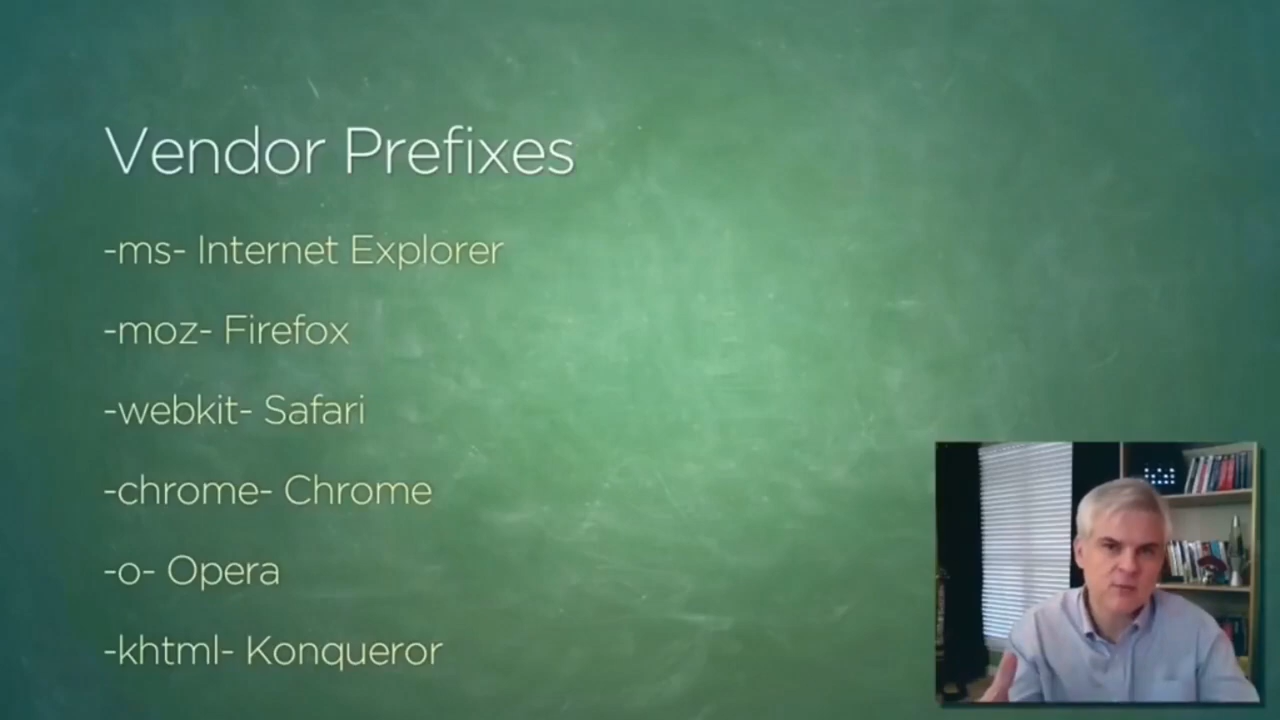 Vendor Prefixes
-ms- Internet Explorer
-moz- Firefox
-webkit- Safari
-chrome- Chrome
-o- Opera
-khtml- Konqueror